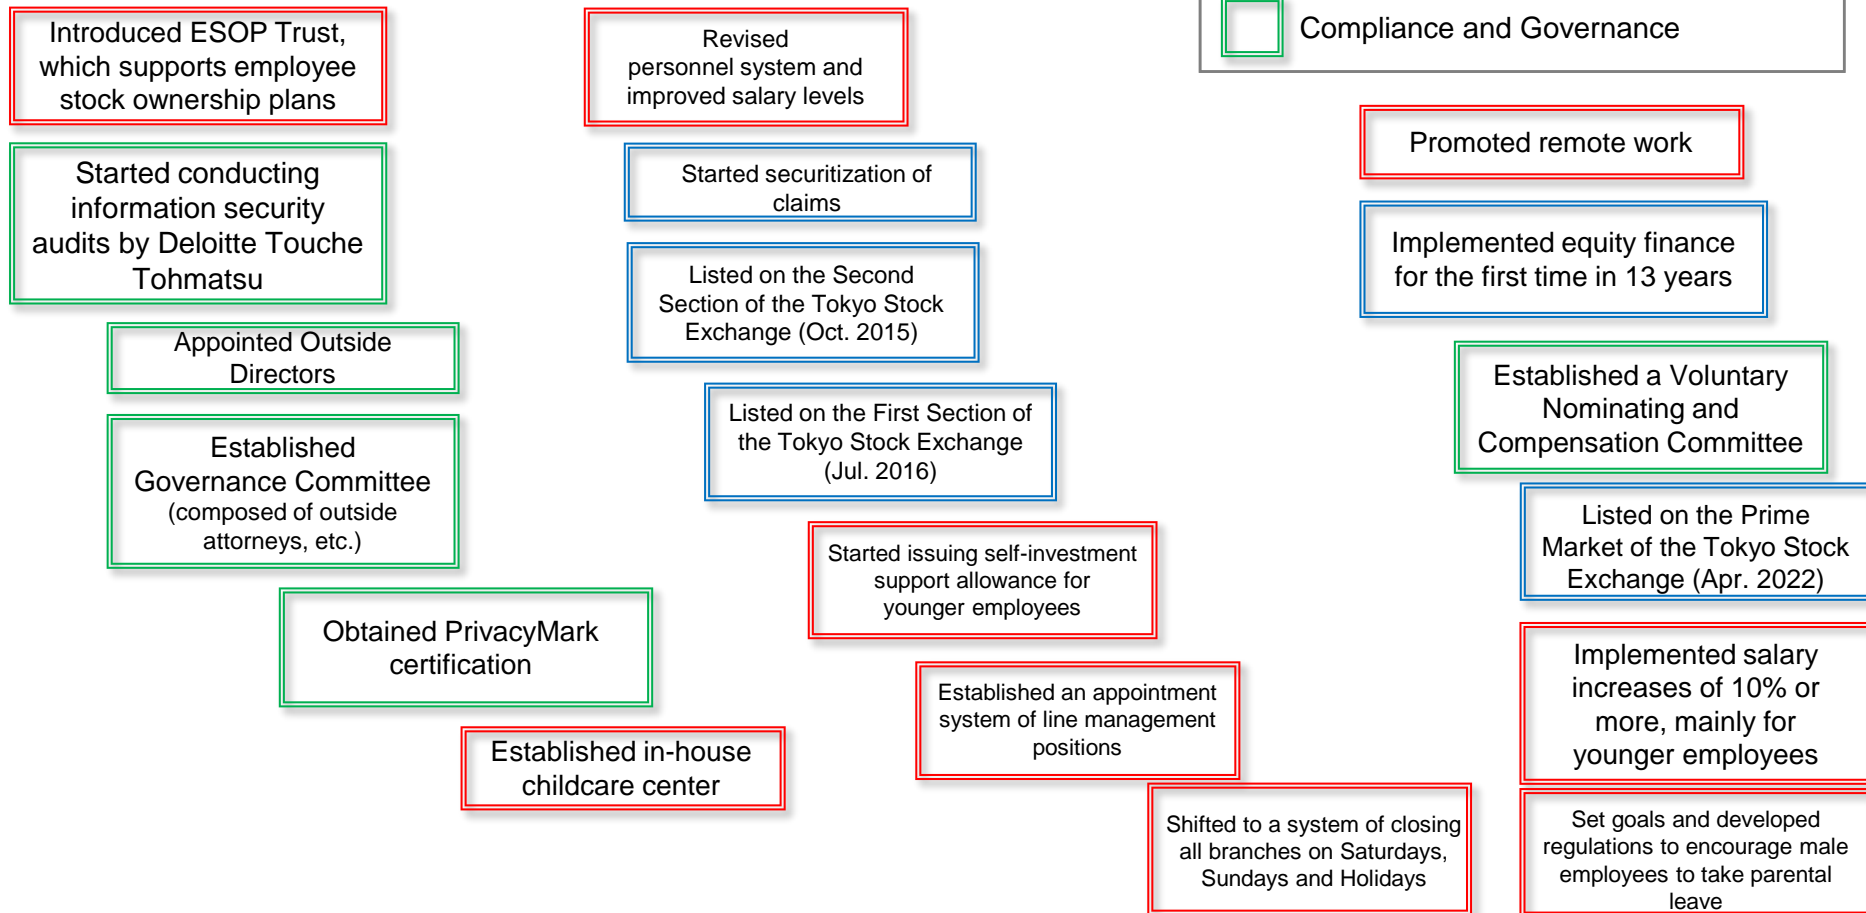 Compliance and Governance
Introduced ESOP Trust,
which supports employee
stock ownership plans
Started conducting
information security
audits by Deloitte Touche
Tohmatsu
Appointed Outside
Directors
Established
Governance Committee
(composed of outside
attorneys, etc.)
Obtained PrivacyMark
certification
Established in-house
childcare center
Revised
personnel system and
improved salary levels
Started securitization of
claims
Listed on the Second
Section of the Tokyo Stock
Exchange (Oct. 2015)
Listed on the First Section of
the Tokyo Stock Exchange
(Jul. 2016)
Started issuing self-investment
support allowance for
younger employees
Established an appointment
system of line management
positions
Shifted to a system of closing
all branches on Saturdays,
Sundays and Holidays
Promoted remote work
Implemented equity finance
for the first time in 13 years
Established a Voluntary
Nominating and
Compensation Committee
Listed on the Prime
Market of the Tokyo Stock
Exchange (Apr. 2022)
Implemented salary
increases of 10% or
more, mainly for
younger employees
Set goals and developed
regulations to encourage male
employees to take parental
leave